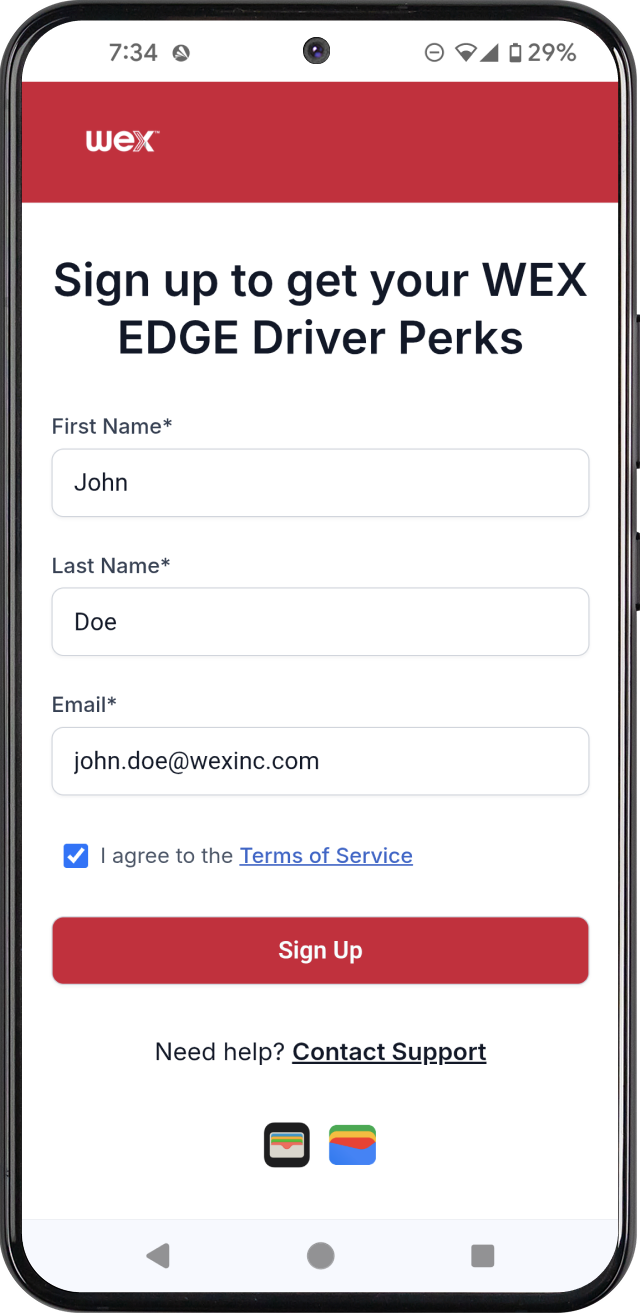 7:34
29%
wex™
Sign up to get your WEX
EDGE Driver Perks
First Name*
John
Last Name*
Doe
Email*
john.doe@wexinc.com
I agree to the Terms of Service
Sign Up
Need help? Contact Support